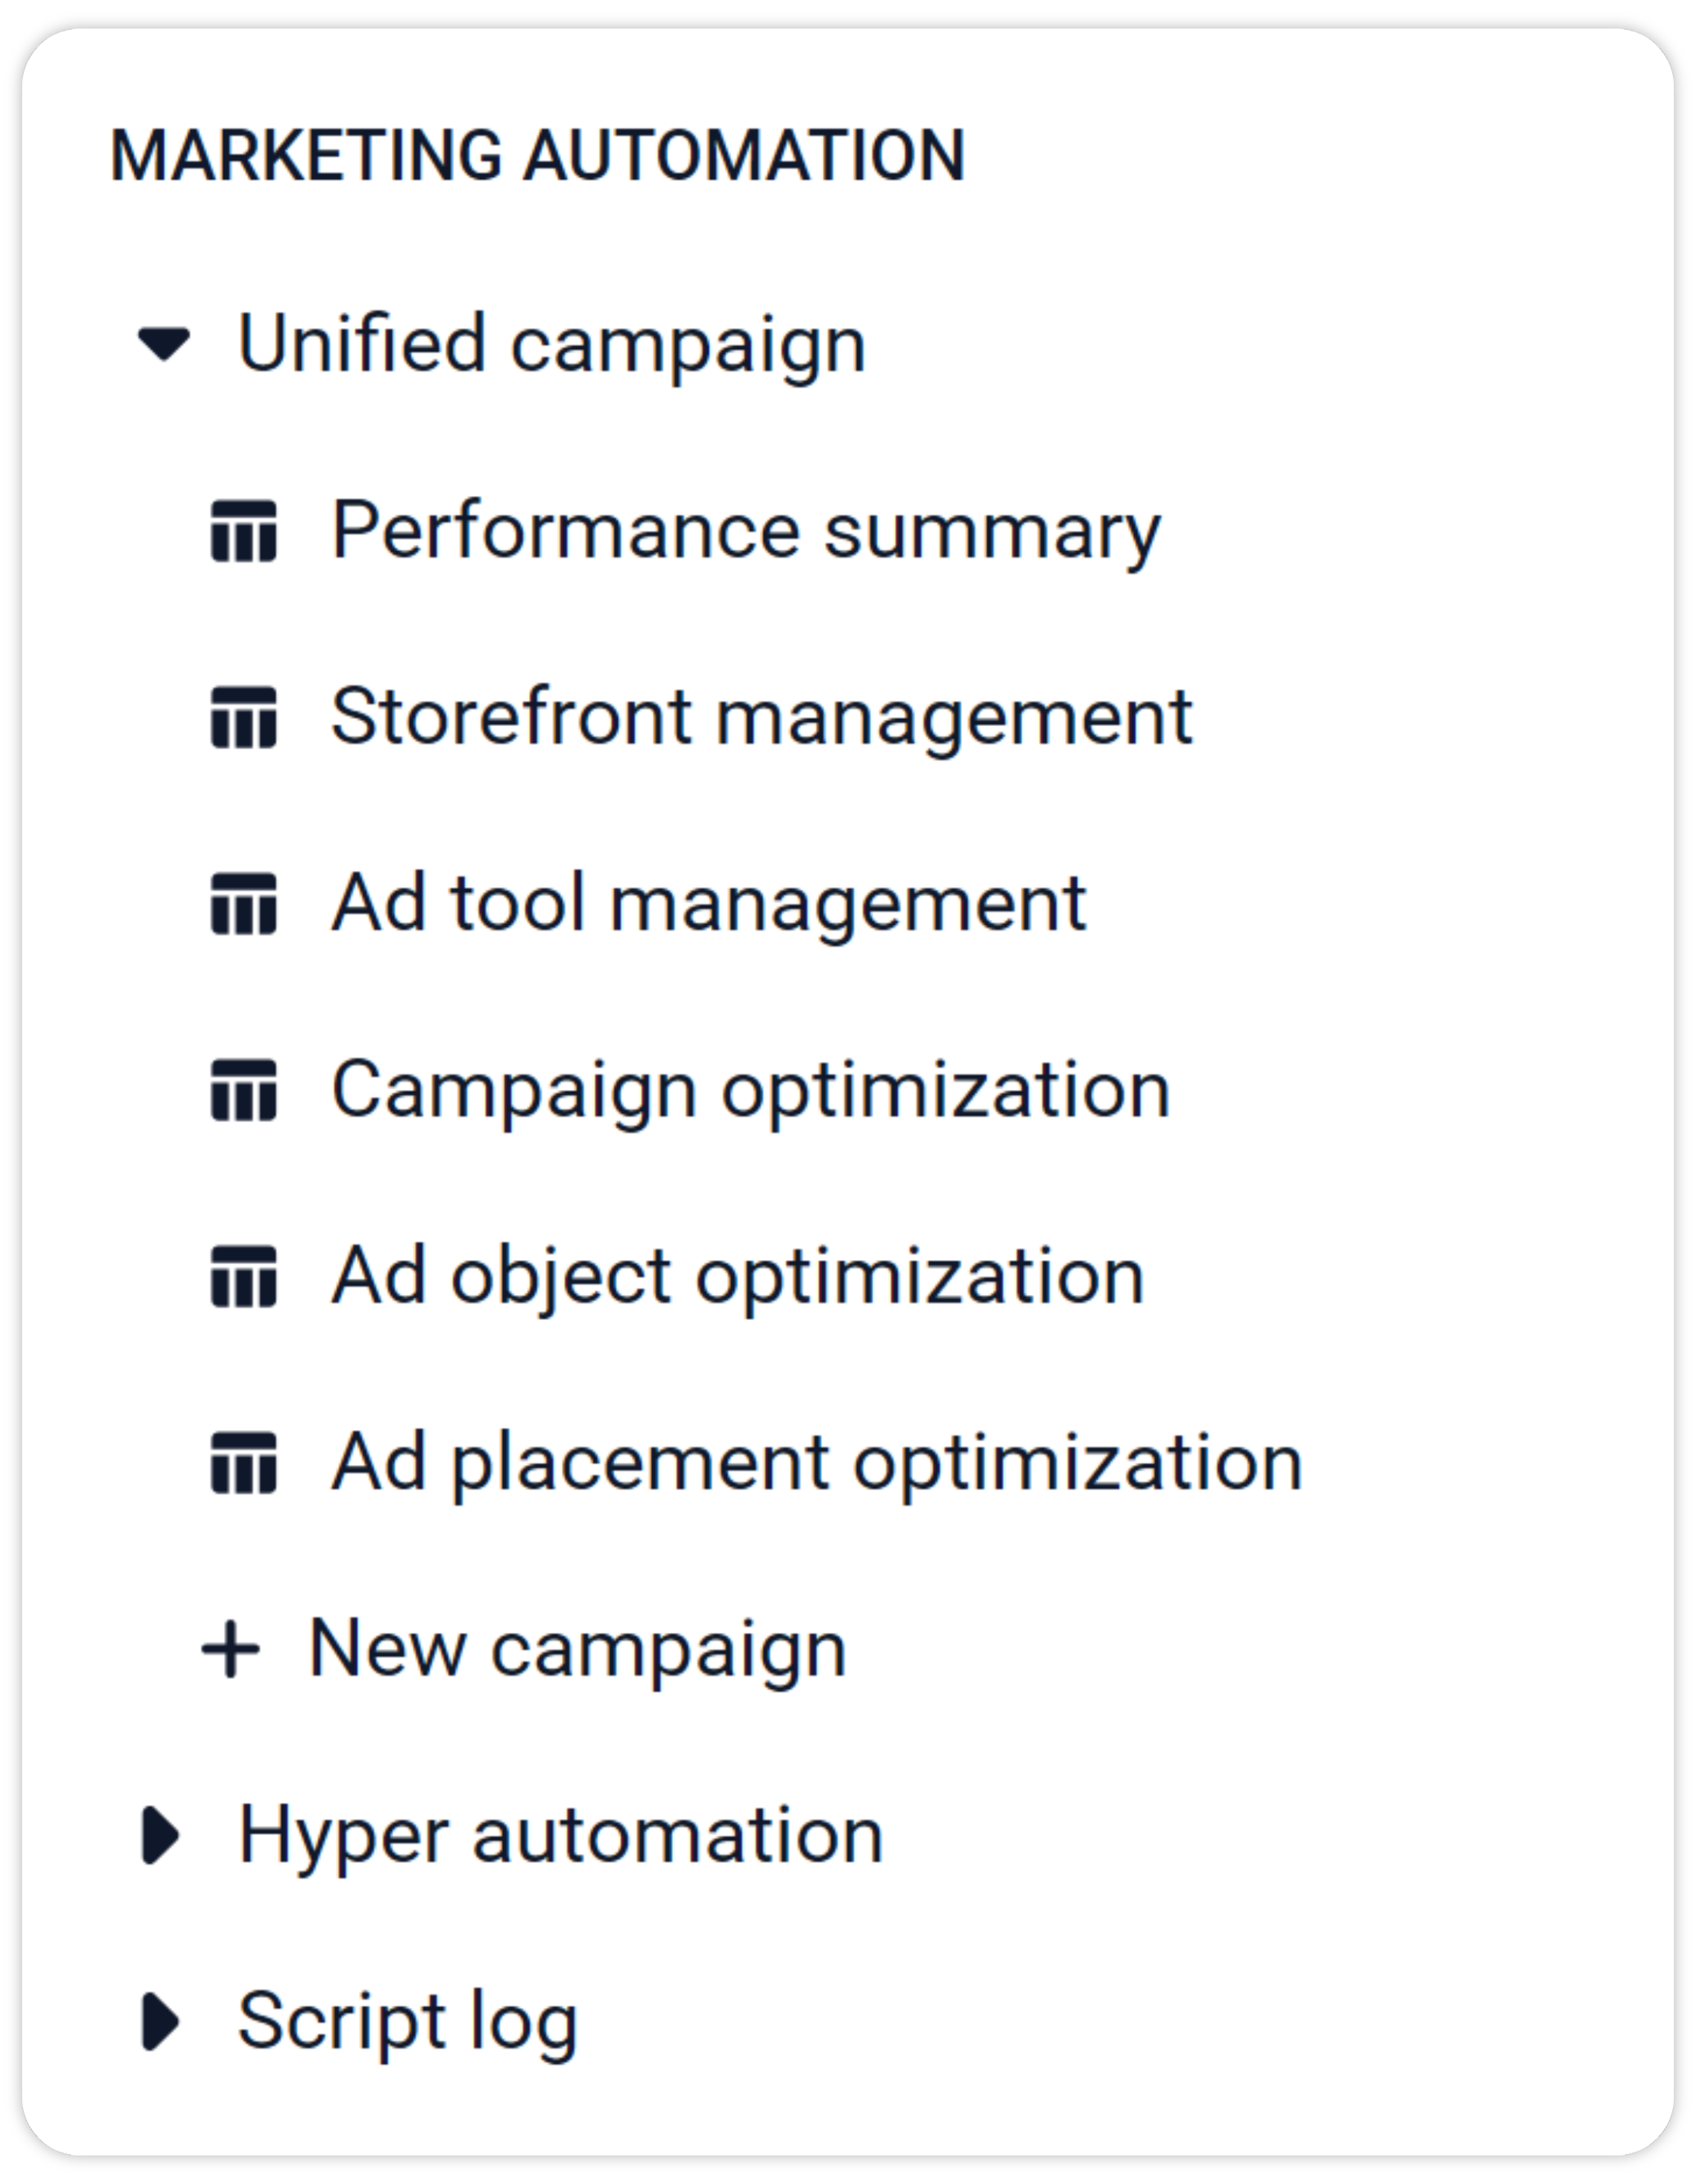 MARKETING AUTOMATION
Unified campaign
Performance summary
Storefront management
Ad tool management
Campaign optimization
Ad object optimization
Ad placement optimization
New campaign
Hyper automation
Script log